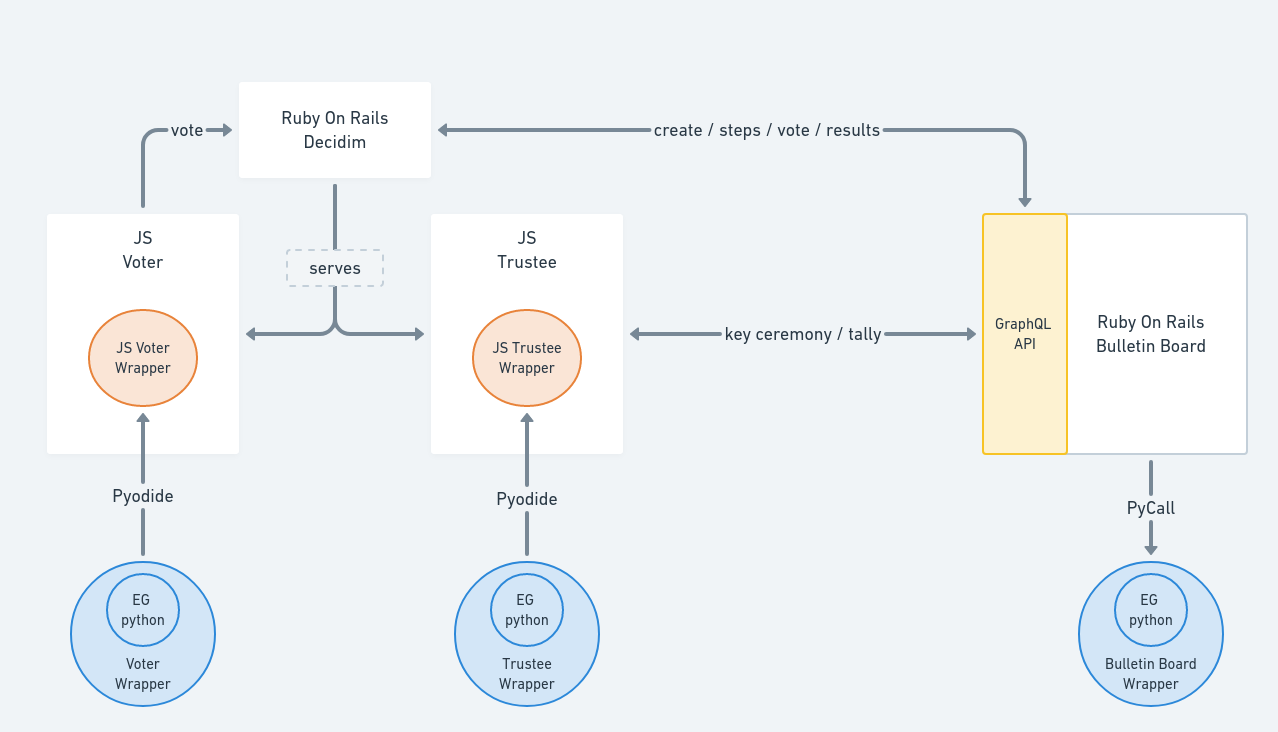 Ruby On Rails
Decidim
vote
create / steps / vote / results
JS
Voter
serves
JS
Trustee
JS Voter
Wrapper
JS Trustee
Wrapper
key ceremony / tally
GraphQL
API
Ruby On Rails
Bulletin Board
Pyodide
Pyodide
PyCall
EG
python
Voter
Wrapper
EG
python
Trustee
Wrapper
EG
python
Bulletin Board
Wrapper